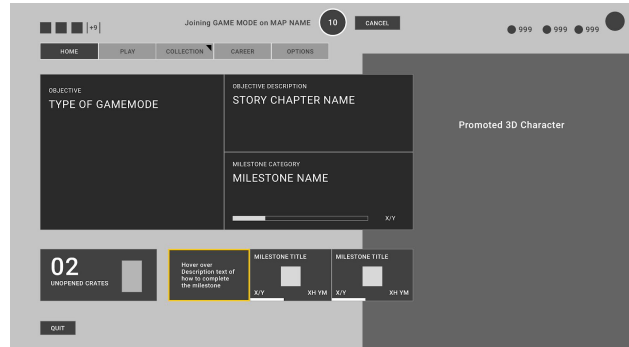 |+9|
Joining GAME MODE on MAP NAME
10
CANCEL
999
999
999
HOME
PLAY
COLLECTION
CAREER
OPTIONS
OBJECTIVE
TYPE OF GAMEMODE
OBJECTIVE DESCRIPTION
STORY CHAPTER NAME
MILESTONE CATEGORY
MILESTONE NAME
X/Y
Promoted 3D Character
02
UNOPENED CRATES
Hover over
Description text of
how to complete
the milestone
MILESTONE TITLE
X/Y
XH YM
MILESTONE TITLE
X/Y
XH YM
QUIT